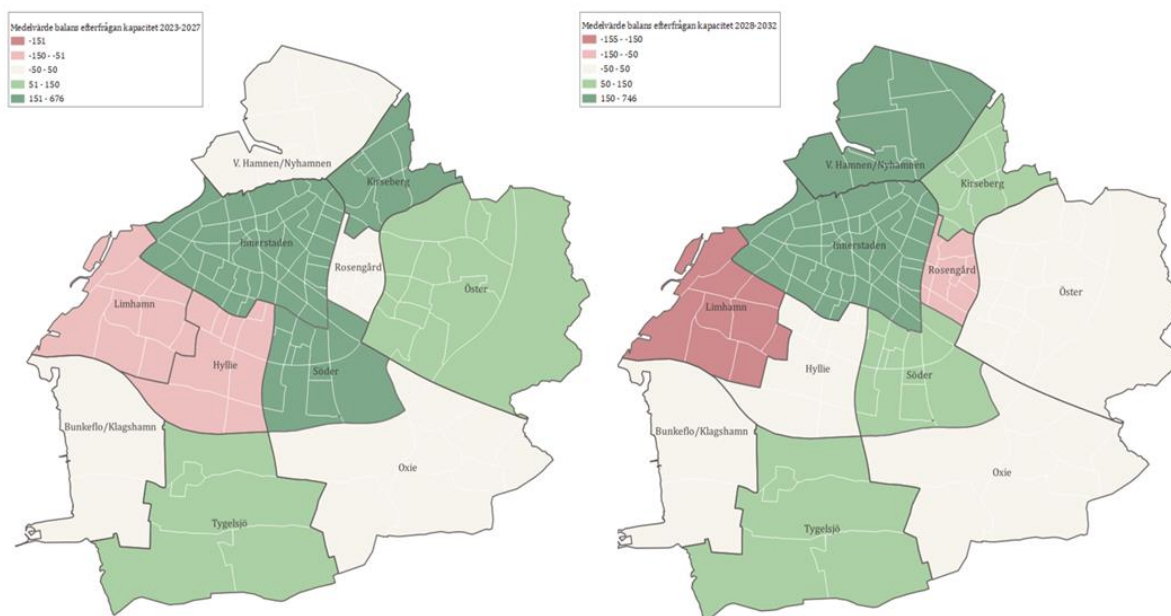 Medelvärde balans efterfrågan kapacitet 2023-2027
-151
-150 - -51
-50 - 50
51 - 150
151 - 676
V. Hamnen/Nyhamnen
Kirseberg
Innerstaden
Rosengård
Öster
Limhamn
Hyllie
Söder
Bunkeflo/Klagshamn
Oxie
Tygelsjö
Medelvärde balans efterfrågan kapacitet 2028-2032
-155 - -150
-150 - -50
-50 - 50
50 - 150
150 - 746
V. Hamnen/Nyhamnen
Kirseberg
Innerstaden
Rosengård
Öster
Limhamn
Hyllie
Söder
Bunkeflo/Klagshamn
Oxie
Tygelsjö